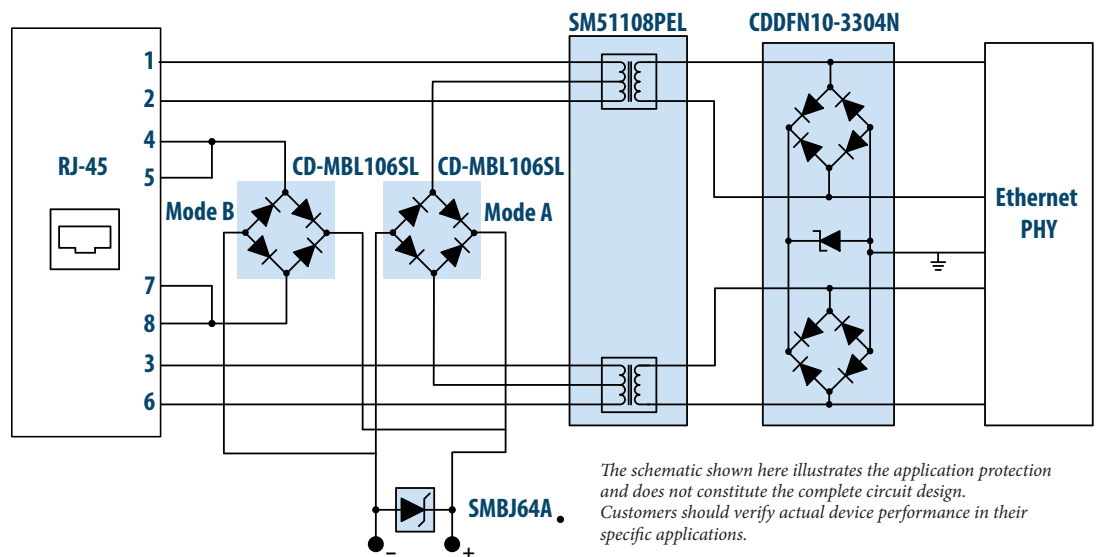 SM51108PEL
CDDFN10-3304N
1
2
4
5
RJ-45
CD-MBL106SL
CD-MBL106SL
Mode B
Mode A
Ethernet
PHY
7
8
3
6
SMBJ64A
-
+
The schematic shown here illustrates the application protection
and does not constitute the complete circuit design.
Customers should verify actual device performance in their
specific applications.